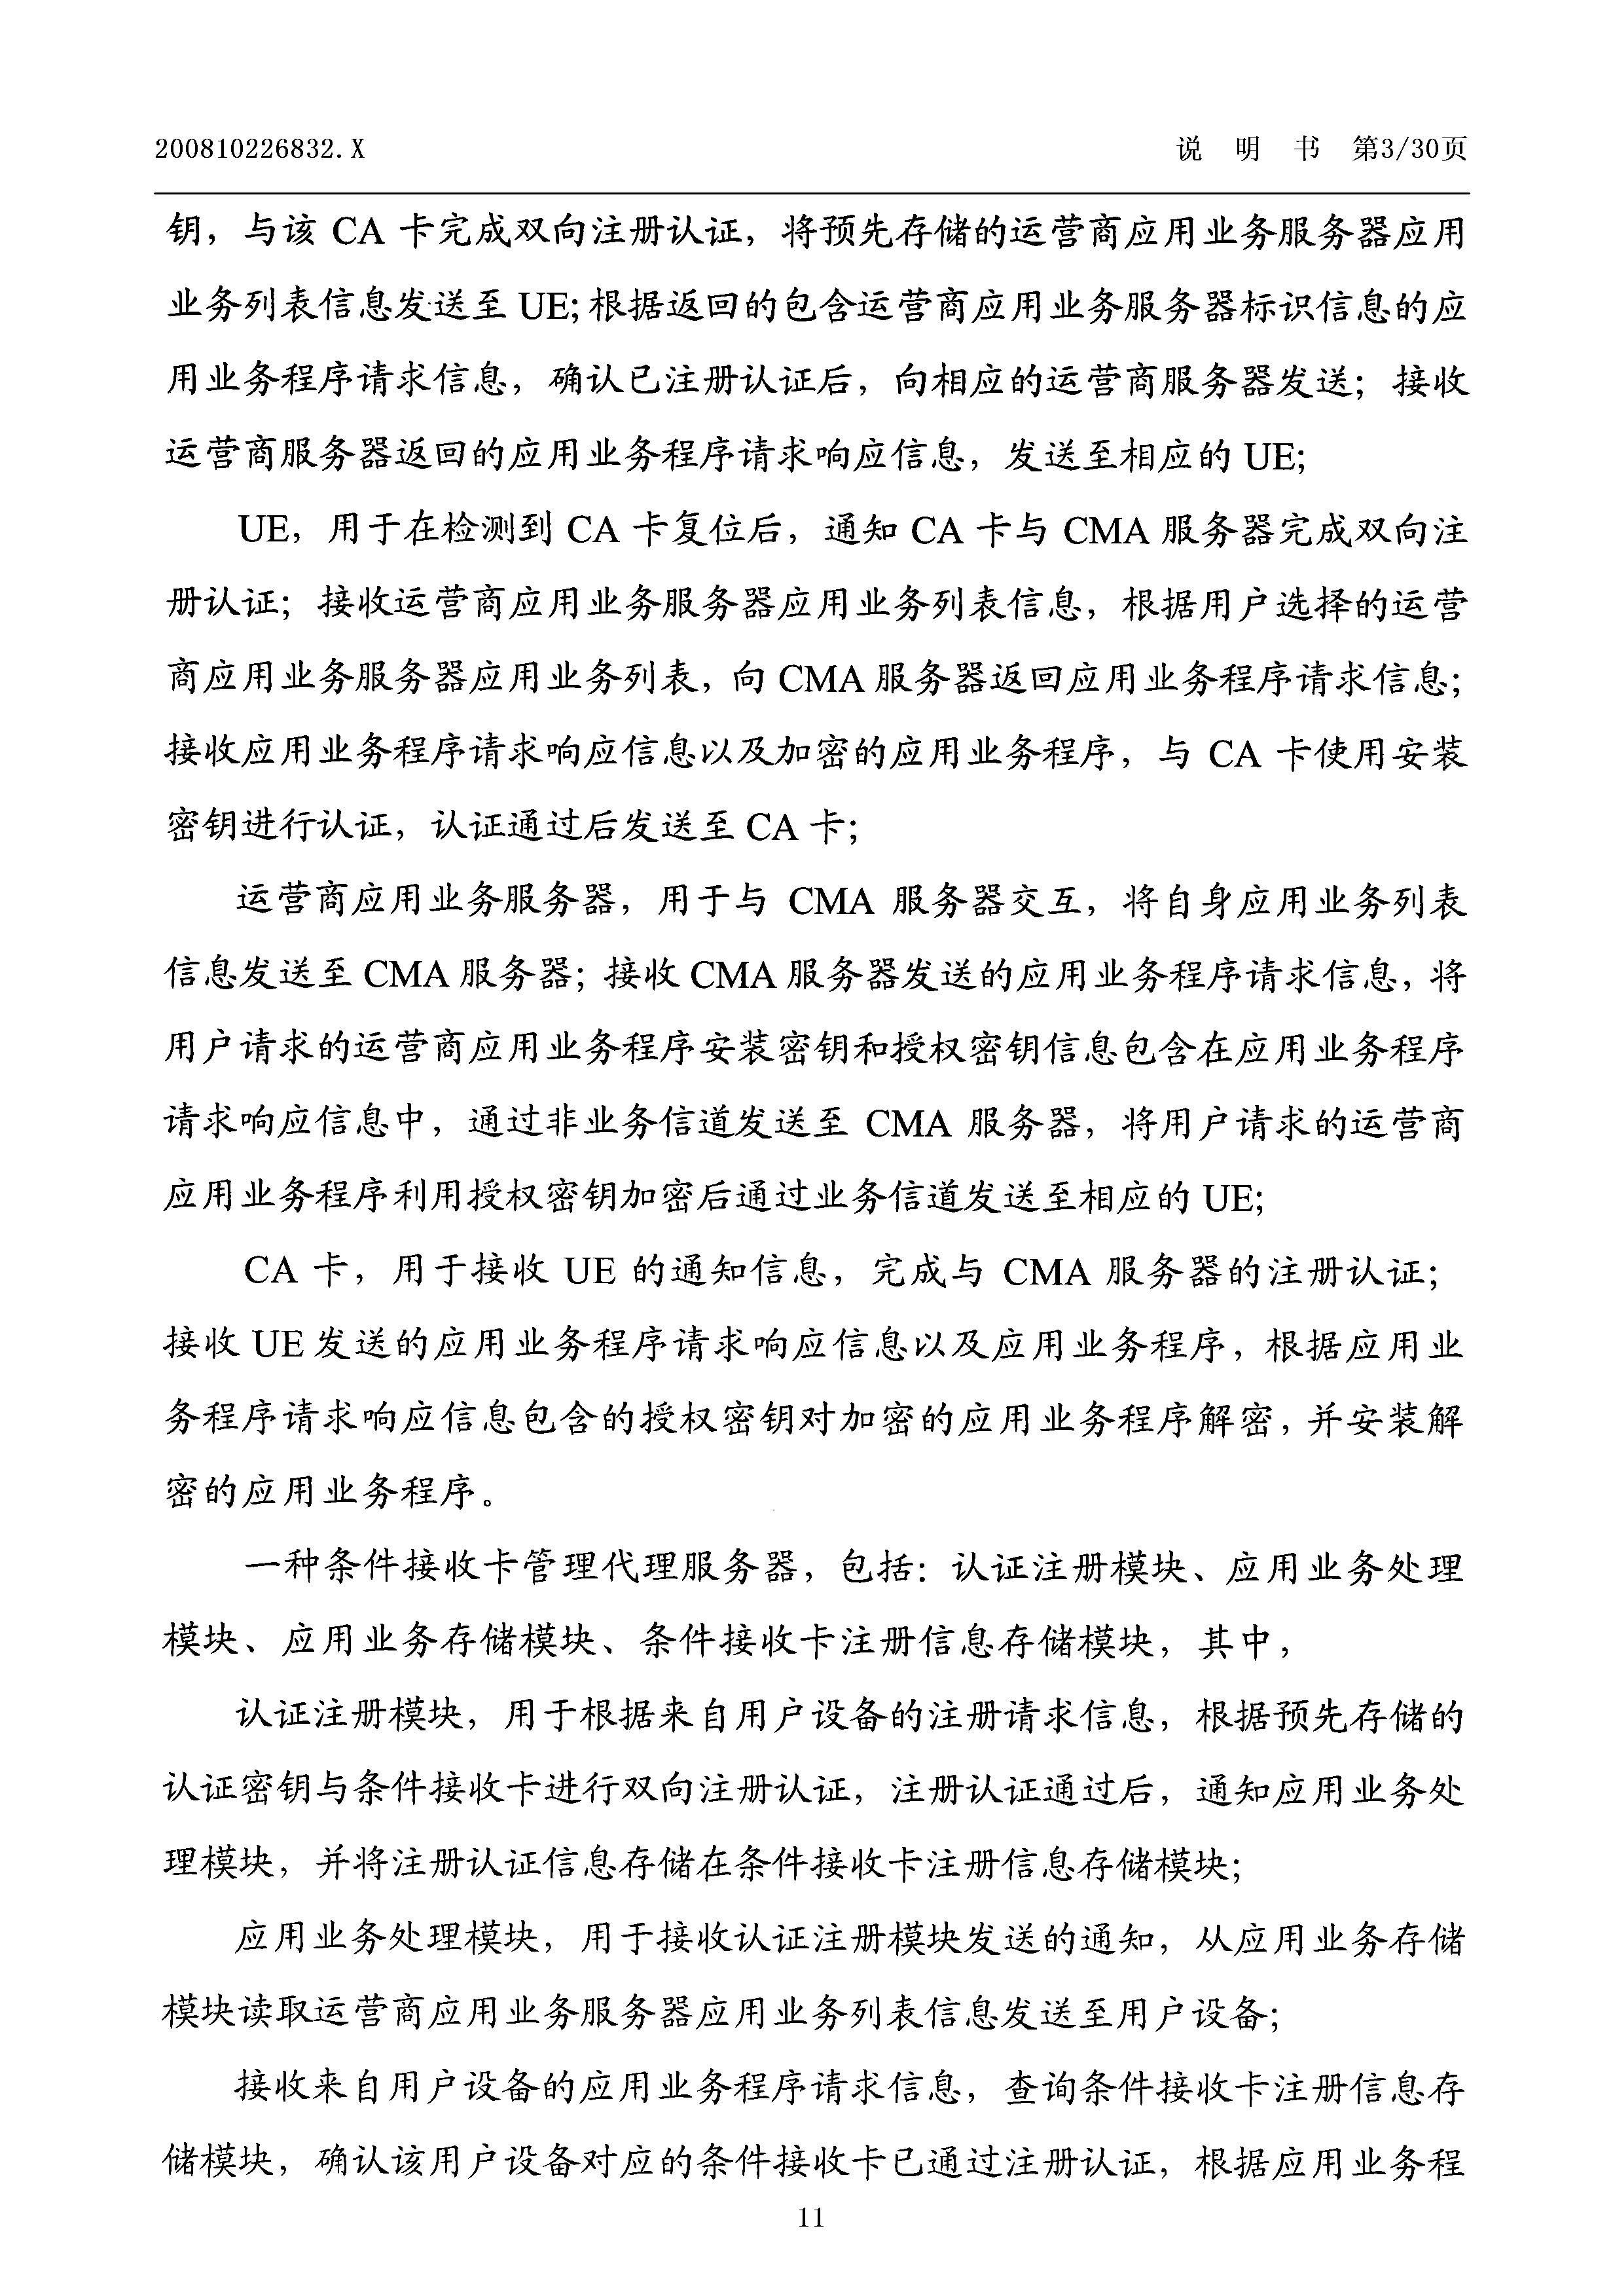 200810226832.X 说 明 书 第3/30页
钥，与该 CA 卡完成双向注册认证，将预先存储的运营商应用业务服务器应用
业务列表信息发送至 UE;根据返回的包含运营商应用业务服务器标识信息的应
用业务程序请求信息，确认已注册认证后，向相应的运营商服务器发送；接收
运营商服务器返回的应用业务程序请求响应信息，发送至相应的 UE;
UE，用于在检测到 CA 卡复位后，通知 CA 卡与 CMA 服务器完成双向注
册认证；接收运营商应用业务服务器应用业务列表信息，根据用户选择的运营
商应用业务服务器应用业务列表，向 CMA 服务器返回应用业务程序请求信息；
接收应用业务程序请求响应信息以及加密的应用业务程序，与 CA 卡使用安装
密钥进行认证，认证通过后发送至 CA 卡；
运营商应用业务服务器，用于与 CMA 服务器交互，将自身应用业务列表
信息发送至 CMA 服务器；接收 CMA 服务器发送的应用业务程序请求信息，将
用户请求的运营商应用业务程序安装密钥和授权密钥信息包含在应用业务程序
请求响应信息中，通过非业务信道发送至 CMA 服务器，将用户请求的运营商
应用业务程序利用授权密钥加密后通过业务信道发送至相应的 UE;
CA 卡，用于接收 UE 的通知信息，完成与 CMA 服务器的注册认证；
接收 UE 发送的应用业务程序请求响应信息以及应用业务程序，根据应用业
务程序请求响应信息包含的授权密钥对加密的应用业务程序解密，并安装解
密的应用业务程序。
一种条件接收卡管理代理服务器，包括：认证注册模块、应用业务处理
模块、应用业务存储模块、条件接收卡注册信息存储模块，其中，
认证注册模块，用于根据来自用户设备的注册请求信息，根据预先存储的
认证密钥与条件接收卡进行双向注册认证，注册认证通过后，通知应用业务处
理模块，并将注册认证信息存储在条件接收卡注册信息存储模块；
应用业务处理模块，用于接收认证注册模块发送的通知，从应用业务存储
模块读取运营商应用业务服务器应用业务列表信息发送至用户设备；
接收来自用户设备的应用业务程序请求信息，查询条件接收卡注册信息存
储模块，确认该用户设备对应的条件接收卡已通过注册认证，根据应用业务程
11